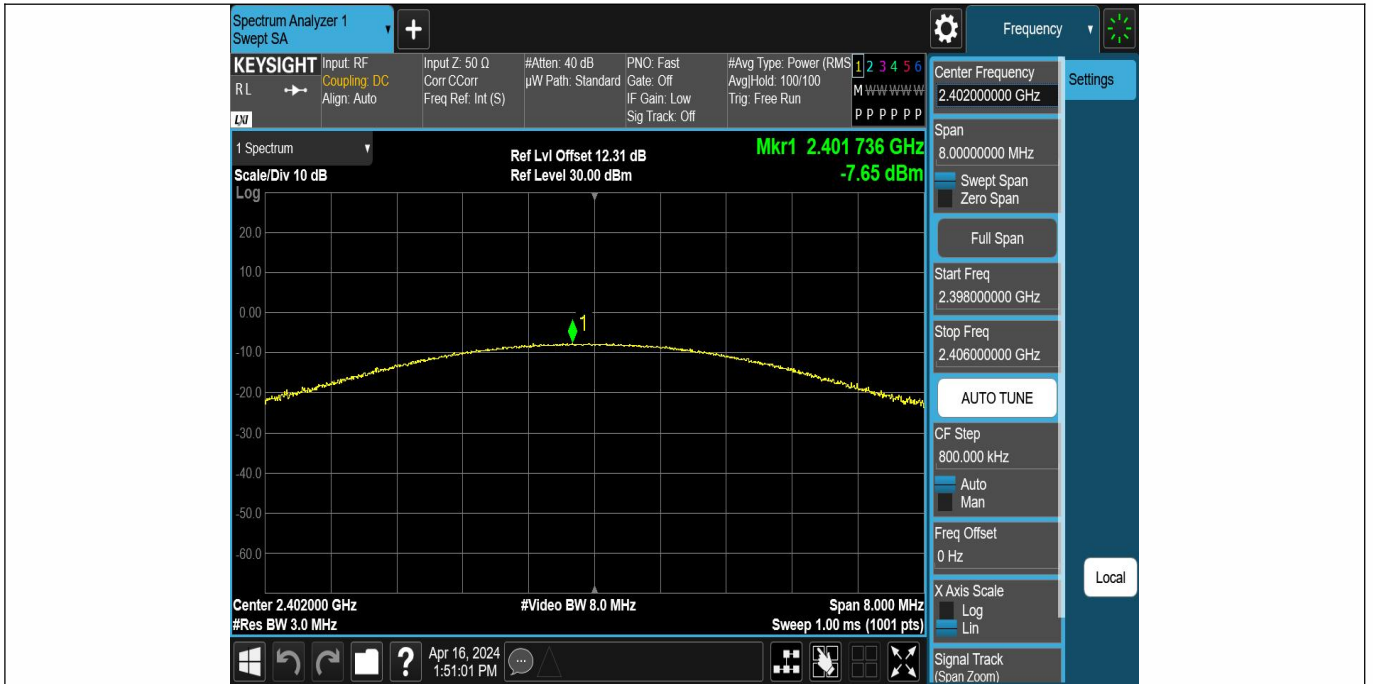 Spectrum Analyzer 1
Swept SA
+
Frequency
KEYSIGHT
R L
LXI
Input: RF
Coupling: DC
Align: Auto
Input Z: 50 Ω
Corr CCorr
Freq Ref: Int (S)
#Atten: 40 dB
µW Path: Standard
PNO: Fast
Gate: Off
IF Gain: Low
Sig Track: Off
#Avg Type: Power (RMS
Avg|Hold: 100/100
Trig: Free Run
1 2 3 4 5 6
M W W W W W
P P P P P P
1 Spectrum
Scale/Div 10 dB
Log
Ref Lvl Offset 12.31 dB
Ref Level 30.00 dBm
Mkr1 2.401 736 GHz
-7.65 dBm
20.0
10.0
0.00
-10.0
-20.0
-30.0
-40.0
-50.0
-60.0
1
Center 2.402000 GHz
#Res BW 3.0 MHz
#Video BW 8.0 MHz
Span 8.000 MHz
Sweep 1.00 ms (1001 pts)
Center Frequency
2.402000000 GHz
Settings
Span
8.00000000 MHz
Swept Span
Zero Span
Full Span
Start Freq
2.398000000 GHz
Stop Freq
2.406000000 GHz
AUTO TUNE
CF Step
800.000 kHz
Auto
Man
Freq Offset
0 Hz
X Axis Scale
Log
Lin
Signal Track
(Span Zoom)
Local
?
Apr 16, 2024
1:51:01 PM